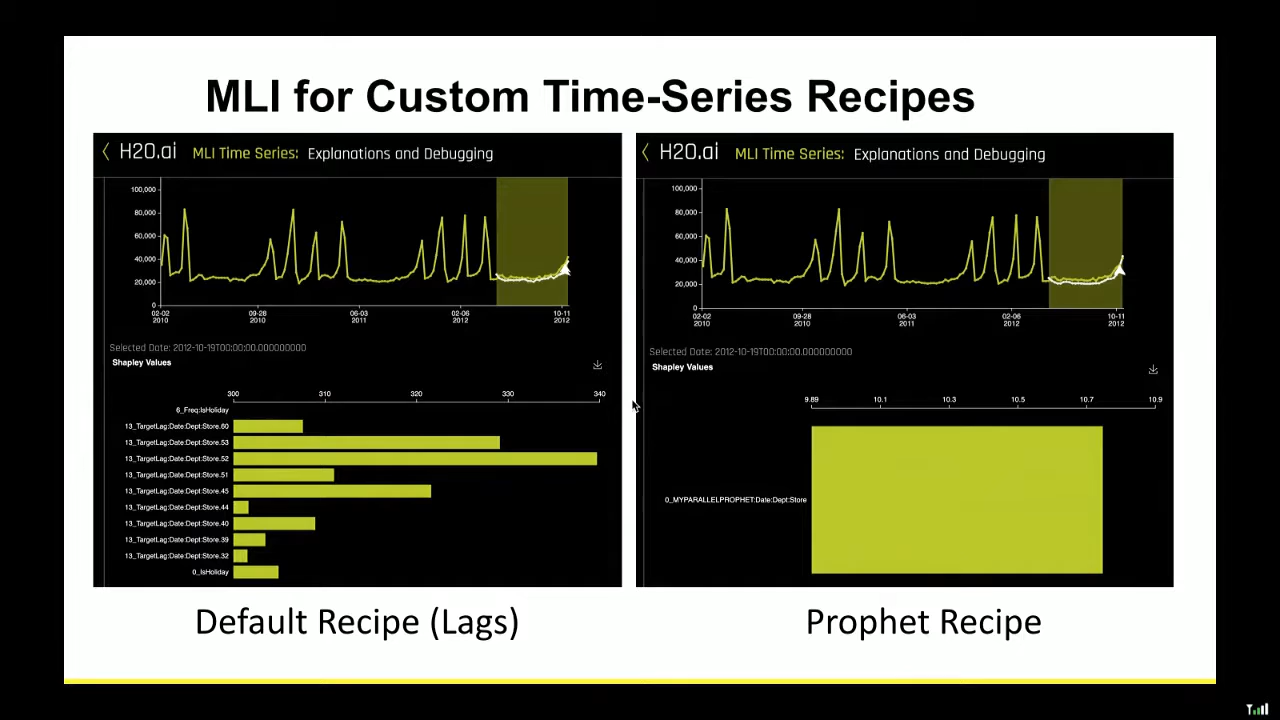 MLI for Custom Time-Series Recipes
H2O.ai MLI Time Series: Explanations and Debugging
100,000
80,000
60,000
40,000
20,000
0
02-02 09-28 06-03 02-06 10-11
2010 2010 2011 2012 2012
Selected Date: 2012-10-19T00:00:00.000000000
Shapley Values
300 310 320 330 340
6_Freq:IsHoliday
13_TargetLag:Date:Dept:Store.60
13_TargetLag:Date:Dept:Store.53
13_TargetLag:Date:Dept:Store.52
13_TargetLag:Date:Dept:Store.51
13_TargetLag:Date:Dept:Store.45
13_TargetLag:Date:Dept:Store.44
13_TargetLag:Date:Dept:Store.40
13_TargetLag:Date:Dept:Store.39
13_TargetLag:Date:Dept:Store.32
0_IsHoliday
Default Recipe (Lags)
H2O.ai MLI Time Series: Explanations and Debugging
100,000
80,000
60,000
40,000
20,000
0
02-02 09-28 06-03 02-06 10-11
2010 2010 2011 2012 2012
Selected Date: 2012-10-19T00:00:00.000000000
Shapley Values
9.89 10.1 10.3 10.5 10.7 10.9
0_MYPARALLELPROPHET:Date:Dept:Store
Prophet Recipe